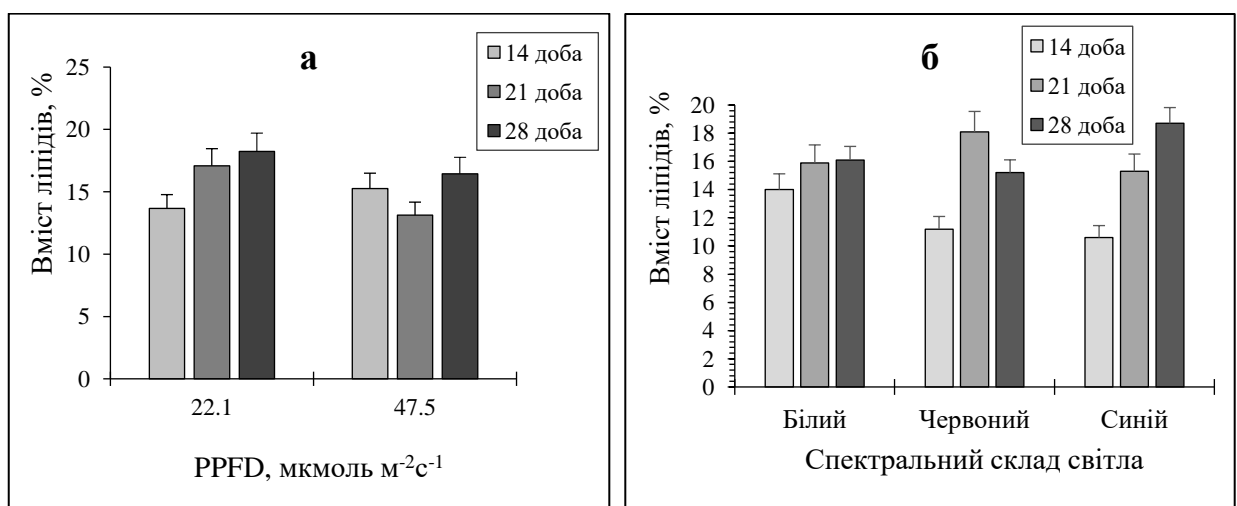 а
14 доба
21 доба
28 доба
Вміст ліпідів, %
25
20
15
10
5
0
22.1 47.5
PPFD, мкмоль м⁻²с⁻¹
б
14 доба
21 доба
28 доба
Вміст ліпідів, %
20
18
16
14
12
10
8
6
4
2
0
Білий Червоний Синій
Спектральний склад світла